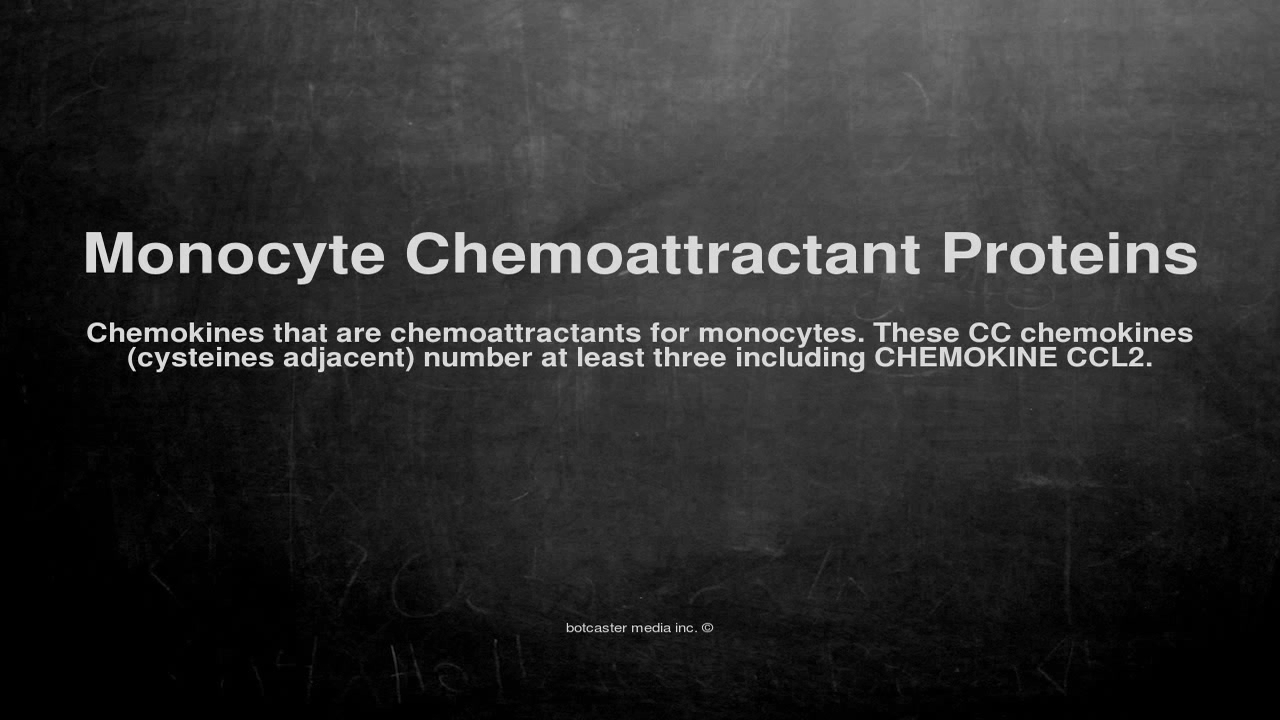 Monocyte Chemoattractant Proteins
Chemokines that are chemoattractants for monocytes. These CC chemokines
(cysteines adjacent) number at least three including CHEMOKINE CCL2.
botcaster media inc. ©